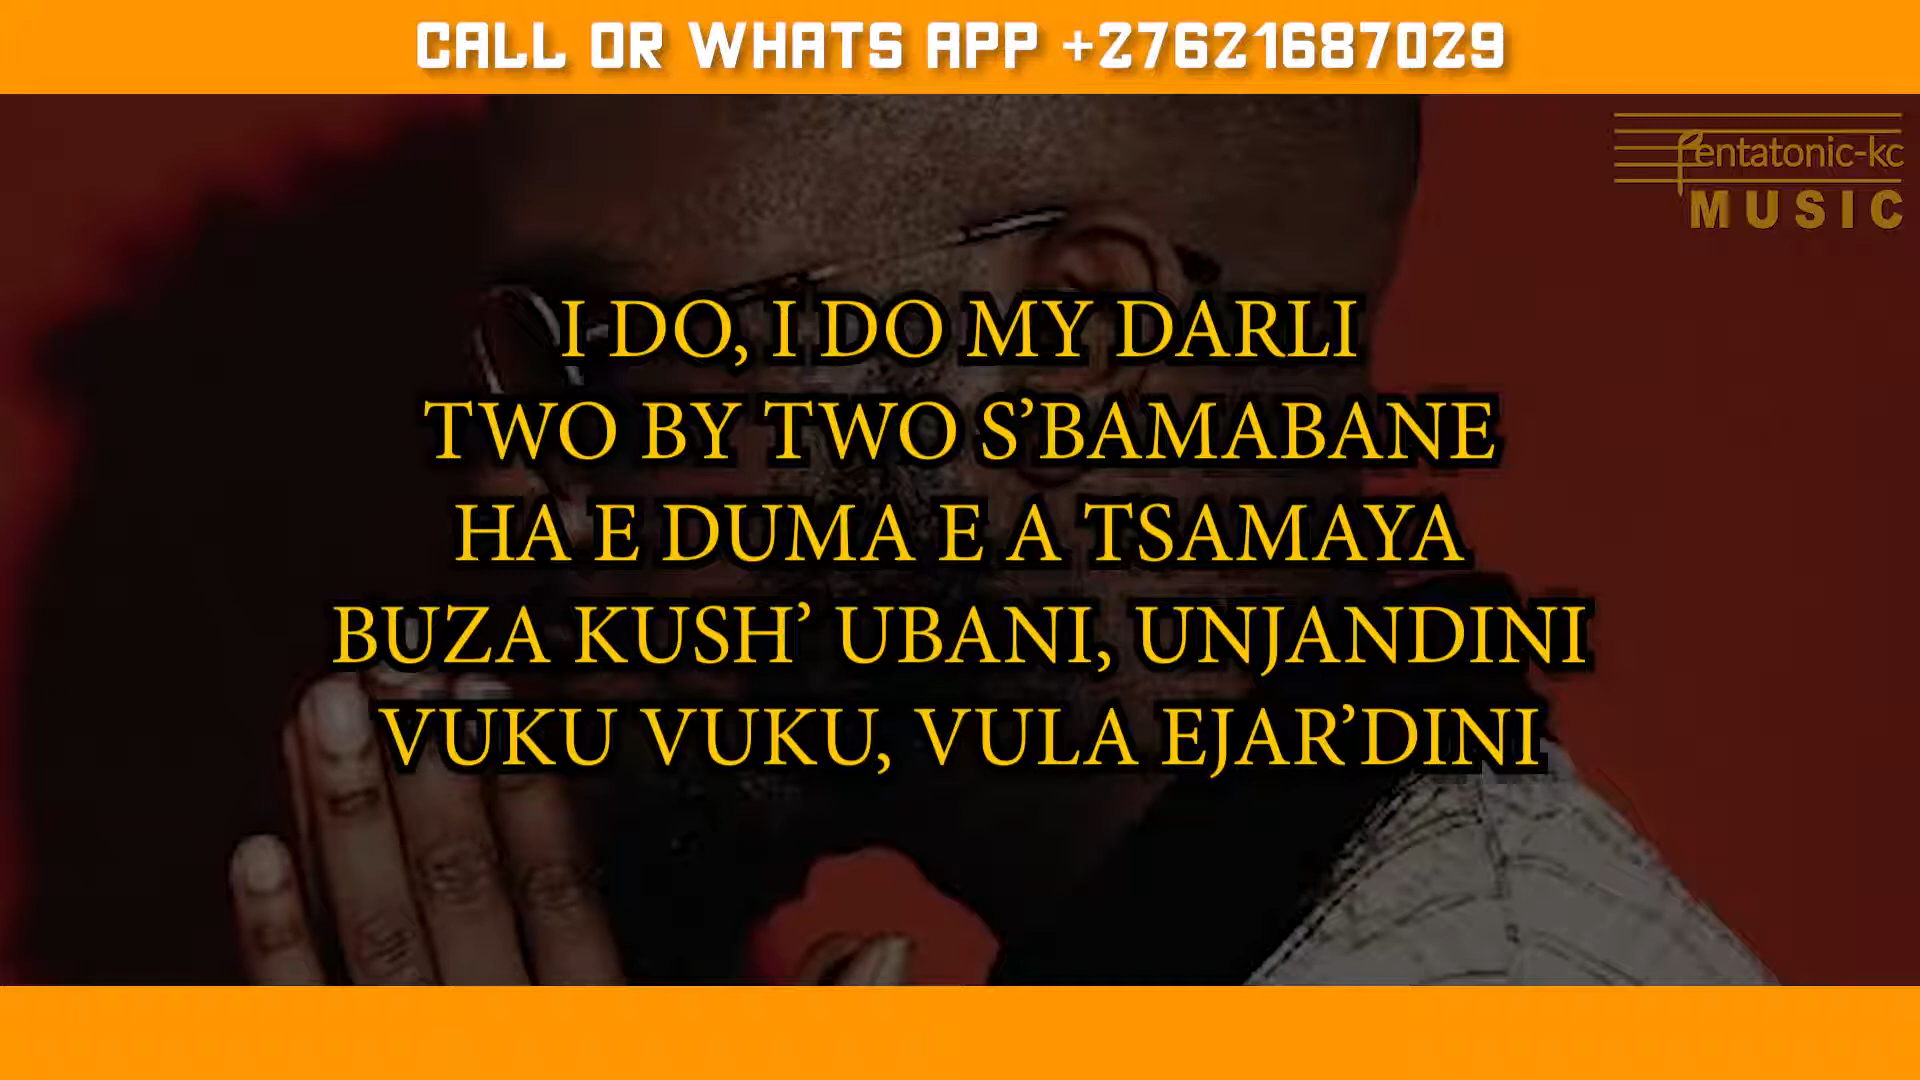 CALL OR WHATS APP +27621687029
Pentatonic-kc
MUSIC
I DO, I DO MY DARLI
TWO BY TWO S’BAMABANE
HA E DUMA E A TSAMAYA
BUZA KUSH’ UBANI, UNJANDINI
VUKU VUKU, VULA EJAR’DINI